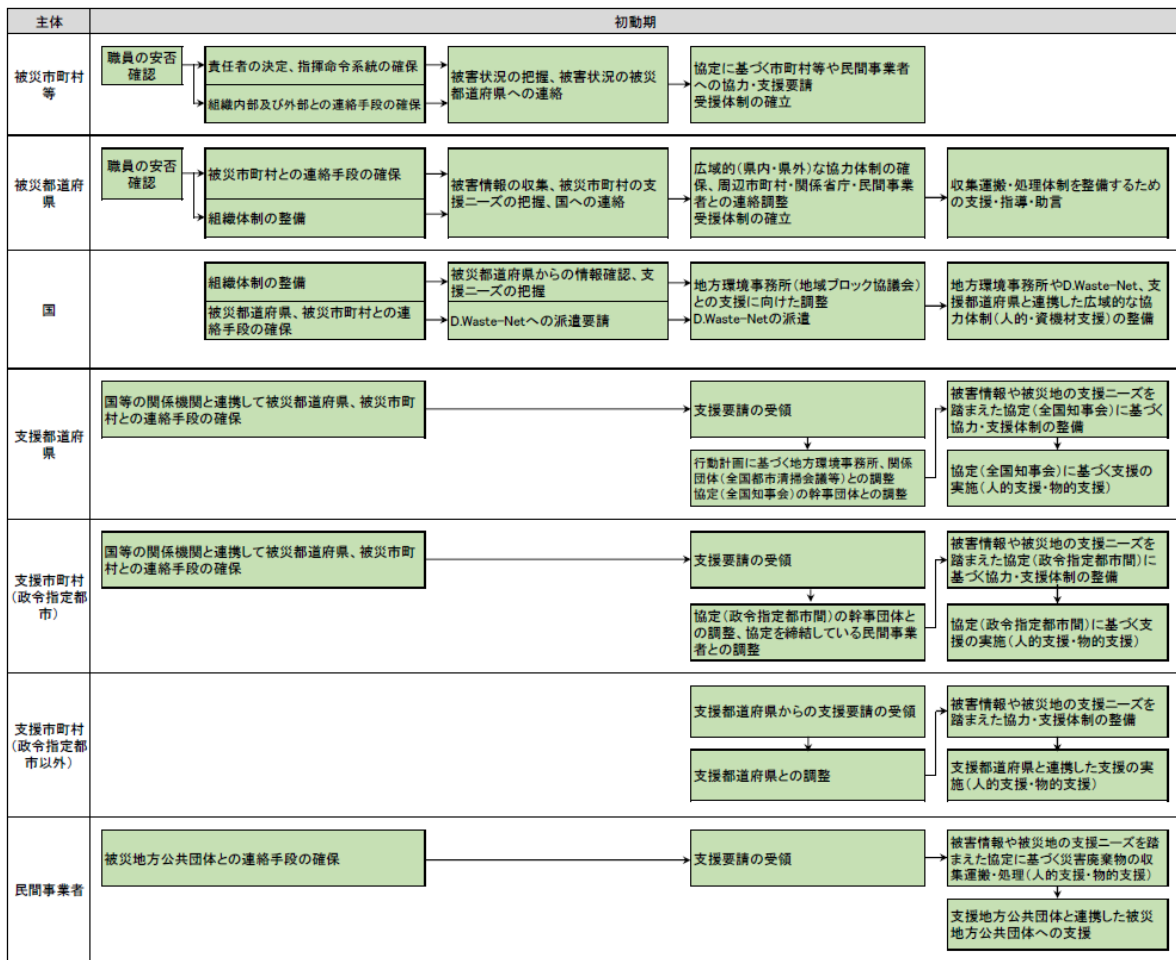 主体
初動期
被災市町村
等
職員の安否
確認
責任者の決定、指揮命令系統の確保
組織内部及び外部との連絡手段の確保
被害状況の把握、被害状況の被災
都道府県への連絡
協定に基づく市町村等や民間事業者
への協力・支援要請
受援体制の確立
被災都道府
県
職員の安否
確認
被災市町村との連絡手段の確保
組織体制の整備
被害情報の収集、被災市町村の支
援ニーズの把握、国への連絡
広域的(県内・県外)な協力体制の確
保、周辺市町村・関係省庁・民間事業
者との連絡調整
受援体制の確立
収集運搬・処理体制を整備するため
の支援・指導・助言
国
組織体制の整備
被災都道府県、被災市町村との連
絡手段の確保
被災都道府県からの情報確認、支
援ニーズの把握
D.Waste-Netへの派遣要請
地方環境事務所(地域ブロック協議会)
との支援に向けた調整
D.Waste-Netの派遣
地方環境事務所やD.Waste-Net、支
援都道府県と連携した広域的な協
力体制(人的・資機材支援)の整備
支援都道府
県
国等の関係機関と連携して被災都道府県、被災市町
村との連絡手段の確保
支援要請の受領
行動計画に基づく地方環境事務所、関係
団体(全国都市清掃会議等)との調整
協定(全国知事会)の幹事団体との調整
被害情報や被災地の支援ニーズを
踏まえた協定(全国知事会)に基づく
協力・支援体制の整備
協定(全国知事会)に基づく支援の
実施(人的支援・物的支援)
支援市町村
(政令指定都
市)
国等の関係機関と連携して被災都道府県、被災市町
村との連絡手段の確保
支援要請の受領
協定(政令指定都市間)の幹事団体と
の調整、協定を締結している民間事業
者との調整
被害情報や被災地の支援ニーズを
踏まえた協定(政令指定都市間)に
基づく協力・支援体制の整備
協定(政令指定都市間)に基づく支
援の実施(人的支援・物的支援)
支援市町村
(政令指定都
市以外)
支援都道府県からの支援要請の受領
支援都道府県との調整
被害情報や被災地の支援ニーズを
踏まえた協力・支援体制の整備
支援都道府県と連携した支援の実
施(人的支援・物的支援)
民間事業者
被災地方公共団体との連絡手段の確保
支援要請の受領
被害情報や被災地の支援ニーズを踏
まえた協定に基づく災害廃棄物の収
集運搬・処理(人的支援・物的支援)
支援地方公共団体と連携した被災
地方公共団体への支援